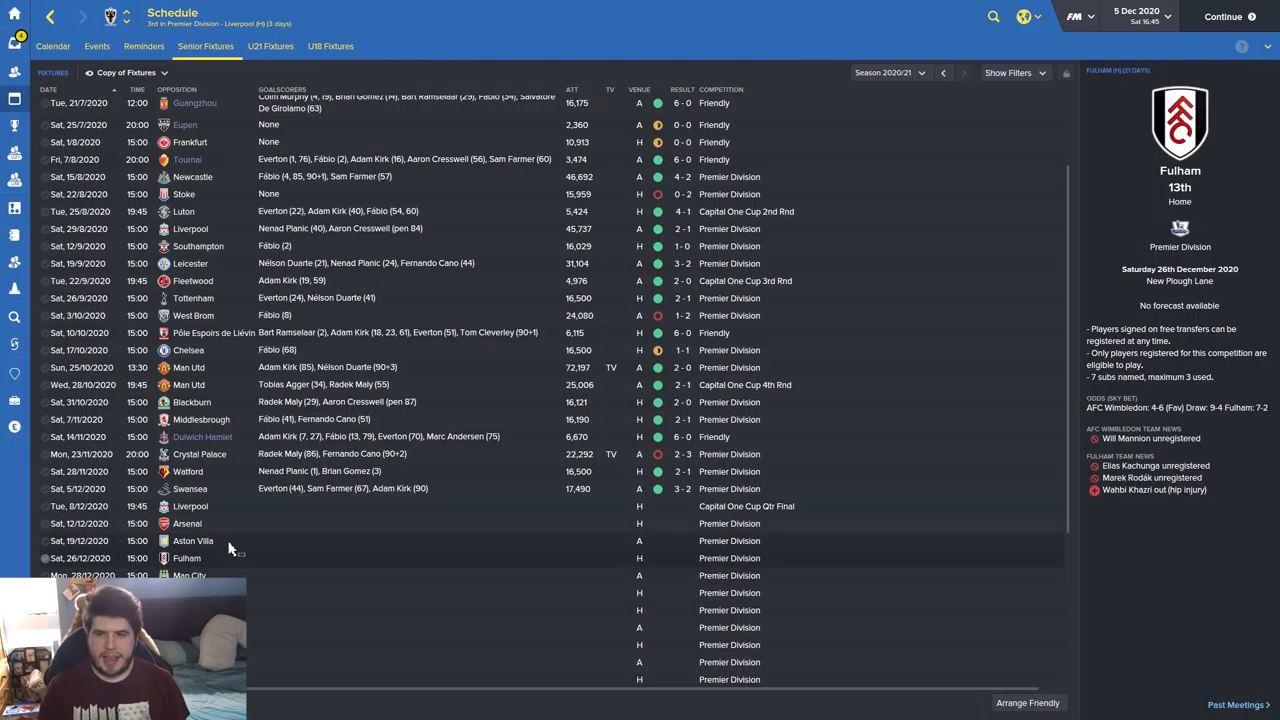 4
Schedule
3rd in Premier Division - Liverpool (H) (3 days)
FM
5 Dec 2020
Sat 16:45
Continue
Calendar Events Reminders Senior Fixtures U21 Fixtures U18 Fixtures
?
FIXTURES Copy of Fixtures Season 2020/21 Show Filters
DATE TIME OPPOSITION GOALSCORERS ATT TV VENUE RESULT COMPETITION
Tue, 21/7/2020 12:00 Guangzhou Colin Murphy (4, 19), Brian Gomez (14), Bart Ramselaar (29), Fábio (34), Salvatore De Girolamo (63) 16,175 A 6 - 0 Friendly
Sat, 25/7/2020 20:00 Eupen None 2,360 A 0 - 0 Friendly
Sat, 1/8/2020 15:00 Frankfurt None 10,913 H 0 - 0 Friendly
Fri, 7/8/2020 20:00 Tournai Everton (1, 76), Fábio (2), Adam Kirk (16), Aaron Cresswell (56), Sam Farmer (60) 3,474 A 6 - 0 Friendly
Sat, 15/8/2020 15:00 Newcastle Fábio (4, 85, 90+1), Sam Farmer (57) 46,692 A 4 - 2 Premier Division
Sat, 22/8/2020 15:00 Stoke None 15,959 H 0 - 2 Premier Division
Tue, 25/8/2020 19:45 Luton Everton (22), Adam Kirk (40), Fábio (54, 60) 5,424 H 4 - 1 Capital One Cup 2nd Rnd
Sat, 29/8/2020 15:00 Liverpool Nenad Planic (40), Aaron Cresswell (pen 84) 45,737 A 2 - 1 Premier Division
Sat, 12/9/2020 15:00 Southampton Fábio (2) 16,029 H 1 - 0 Premier Division
Sat, 19/9/2020 15:00 Leicester Nélson Duarte (21), Nenad Planic (24), Fernando Cano (44) 31,104 A 3 - 2 Premier Division
Tue, 22/9/2020 19:45 Fleetwood Adam Kirk (19, 59) 4,976 A 2 - 0 Capital One Cup 3rd Rnd
Sat, 26/9/2020 15:00 Tottenham Everton (24), Nélson Duarte (41) 16,500 H 2 - 1 Premier Division
Sat, 3/10/2020 15:00 West Brom Fábio (8) 24,080 A 1 - 2 Premier Division
Sat, 10/10/2020 15:00 Pôle Espoirs de Liévin Bart Ramselaar (2), Adam Kirk (18, 23, 61), Everton (51), Tom Cleverley (90+1) 6,115 H 6 - 0 Friendly
Sat, 17/10/2020 15:00 Chelsea Fábio (68) 16,500 H 1 - 1 Premier Division
Sun, 25/10/2020 13:30 Man Utd Adam Kirk (85), Nélson Duarte (90+3) 72,197 TV A 2 - 0 Premier Division
Wed, 28/10/2020 19:45 Man Utd Tobias Agger (34), Radek Maly (55) 25,006 A 2 - 1 Capital One Cup 4th Rnd
Sat, 31/10/2020 15:00 Blackburn Radek Maly (29), Aaron Cresswell (pen 87) 16,121 H 2 - 0 Premier Division
Sat, 7/11/2020 15:00 Middlesbrough Fábio (41), Fernando Cano (51) 16,190 H 2 - 1 Premier Division
Sat, 14/11/2020 15:00 Dulwich Hamlet Adam Kirk (7, 27), Fábio (13, 79), Everton (70), Marc Andersen (75) 6,670 H 6 - 0 Friendly
Mon, 23/11/2020 20:00 Crystal Palace Radek Maly (86), Fernando Cano (90+2) 22,292 TV A 2 - 3 Premier Division
Sat, 28/11/2020 15:00 Watford Nenad Planic (1), Brian Gomez (3) 16,500 H 2 - 1 Premier Division
Sat, 5/12/2020 15:00 Swansea Everton (44), Sam Farmer (67), Adam Kirk (90) 17,490 A 3 - 2 Premier Division
Tue, 8/12/2020 19:45 Liverpool H Capital One Cup Qtr Final
Sat, 12/12/2020 15:00 Arsenal H Premier Division
Sat, 19/12/2020 15:00 Aston Villa A Premier Division
Sat, 26/12/2020 15:00 Fulham H Premier Division
Mon, 28/12/2020 15:00 Man City A Premier Division
H Premier Division
H Premier Division
A Premier Division
H Premier Division
A Premier Division
H Premier Division
Arrange Friendly
FULHAM (H) (21 DAYS)
FFC
Fulham
13th
Home
Premier Division
Saturday 26th December 2020
New Plough Lane
No forecast available
- Players signed on free transfers can be
registered at any time.
- Only players registered for this competition are
eligible to play.
- 7 subs named, maximum 3 used.
ODDS (SKY BET)
AFC Wimbledon: 4-6 (Fav) Draw: 9-4 Fulham: 7-2
AFC WIMBLEDON TEAM NEWS
Will Mannion unregistered
FULHAM TEAM NEWS
Elias Kachunga unregistered
Marek Rodák unregistered
Wahbi Khazri out (hip injury)
Past Meetings >